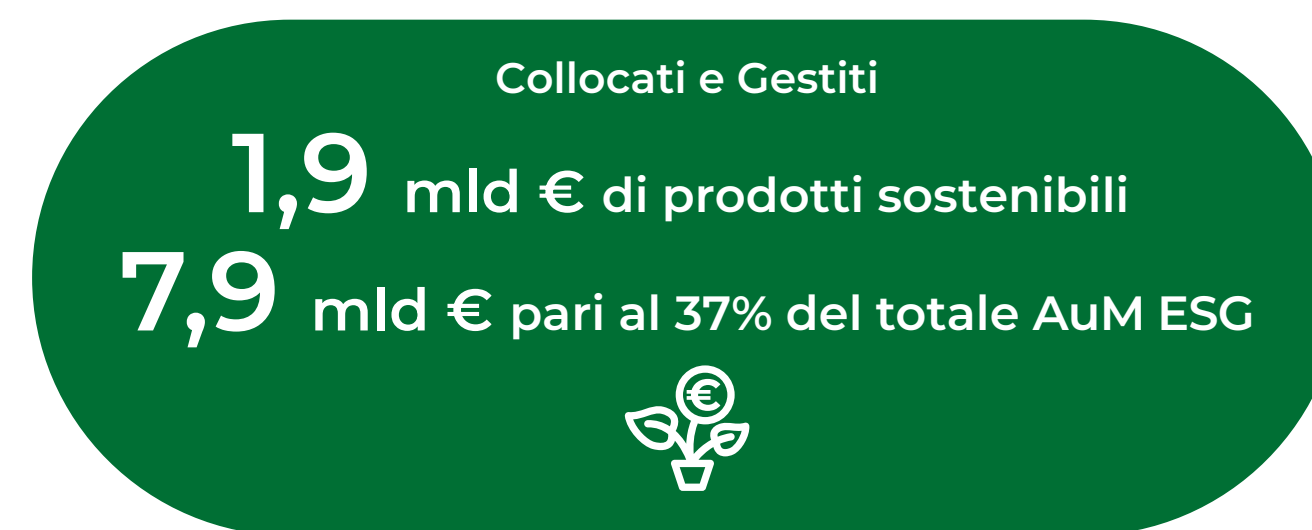 Collocati e Gestiti
1,9 mld € di prodotti sostenibili
7,9 mld € pari al 37% del totale AuM ESG
€